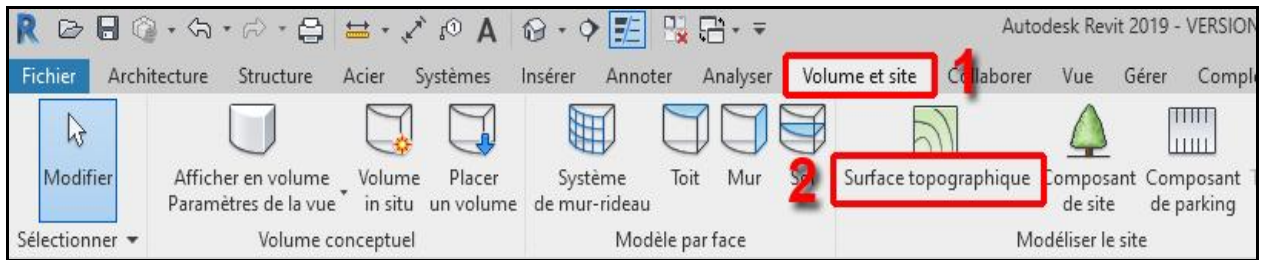 R A Autodesk Revit 2019 - VERSION
1
Fichier Architecture Structure Acier Systèmes Insérer Annoter Analyser Volume et site Collaborer Vue Gérer
2
Modifier Afficher en volume Volume Placer Système Toit Mur Sol Surface topographique Composant Composant
Paramètres de la vue in situ un volume de mur-rideau de site de parking
Sélectionner Volume conceptuel Modèle par face Modéliser le site